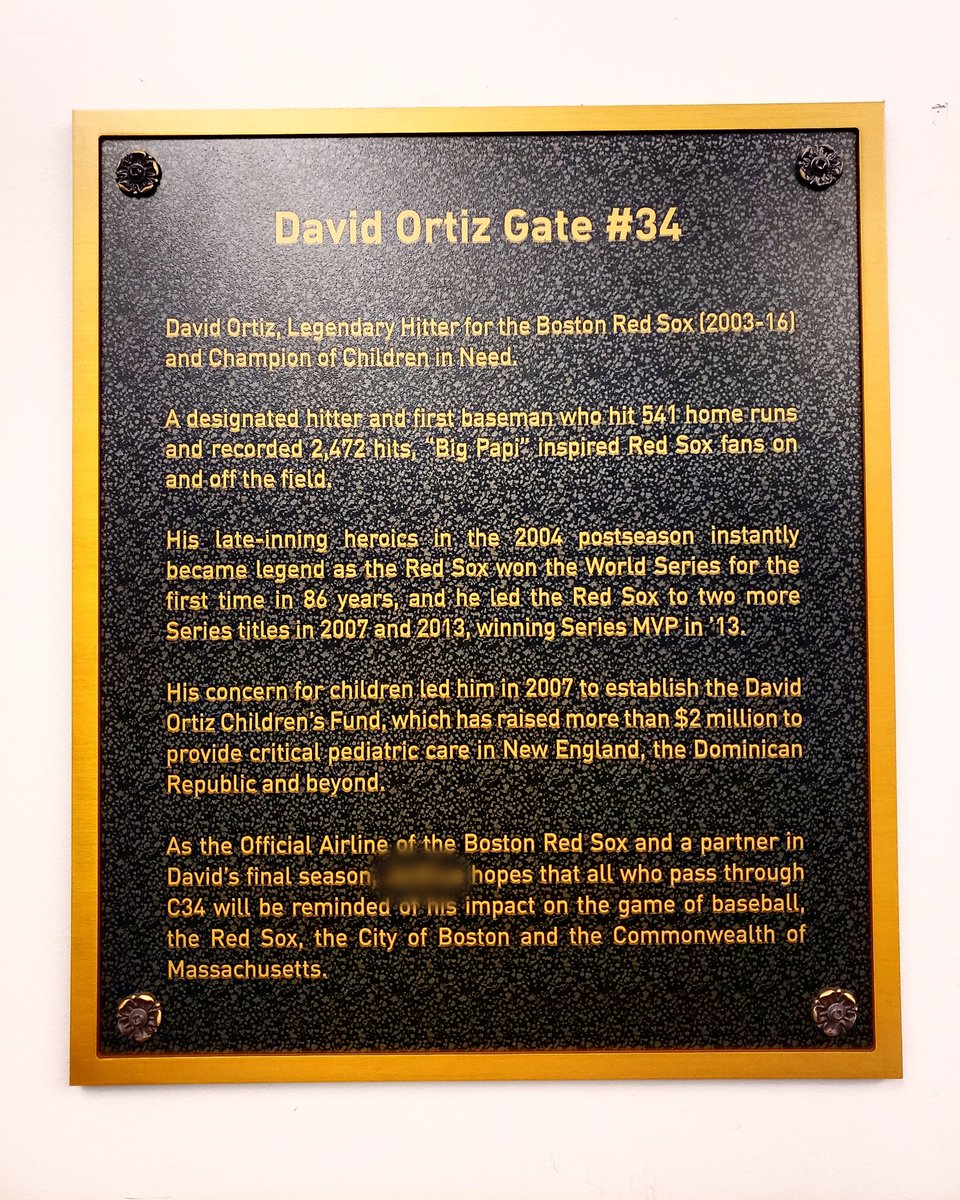 David Ortiz Gate #34
David Ortiz, Legendary Hitter for the Boston Red Sox (2003-16)
and Champion of Children in Need.
A designated hitter and first baseman who hit 541 home runs
and recorded 2,472 hits, “Big Papi” inspired Red Sox fans on
and off the field.
His late-inning heroics in the 2004 postseason instantly
became legend as the Red Sox won the World Series for the
first time in 86 years, and he led the Red Sox to two more
Series titles in 2007 and 2013, winning Series MVP in ’13.
His concern for children led him in 2007 to establish the David
Ortiz Children’s Fund, which has raised more than $2 million to
provide critical pediatric care in New England, the Dominican
Republic and beyond.
As the Official Airline of the Boston Red Sox and a partner in
David’s final season, hopes that all who pass through
C34 will be reminded of his impact on the game of baseball,
the Red Sox, the City of Boston and the Commonwealth of
Massachusetts.